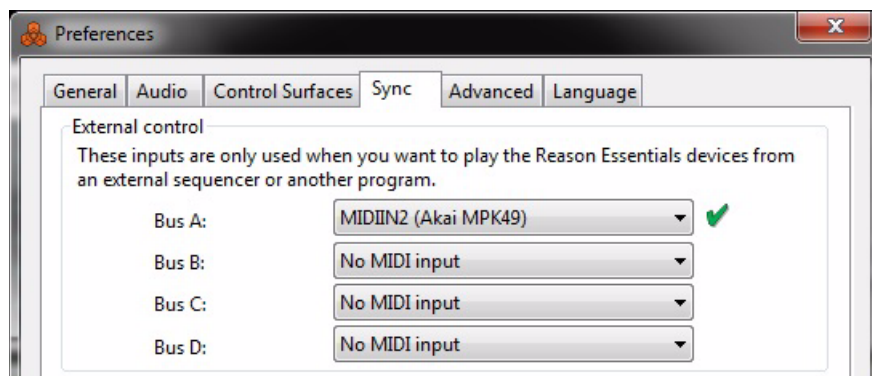 Preferences
General Audio Control Surfaces Sync Advanced Language
External control
These inputs are only used when you want to play the Reason Essentials devices from
an external sequencer or another program.
Bus A: MIDIIN2 (Akai MPK49)
Bus B: No MIDI input
Bus C: No MIDI input
Bus D: No MIDI input